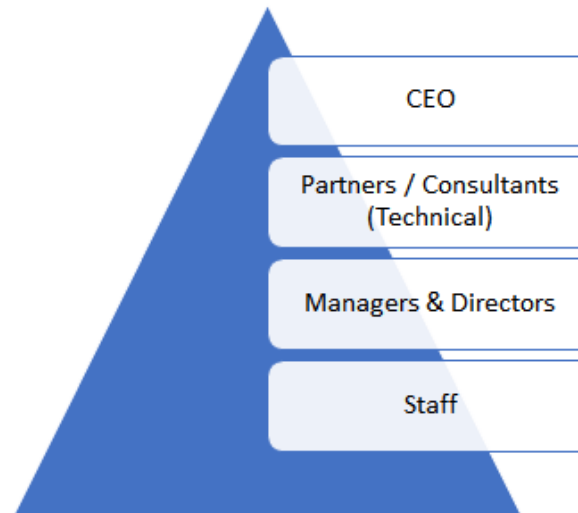 CEO
Partners / Consultants
(Technical)
Managers & Directors
Staff